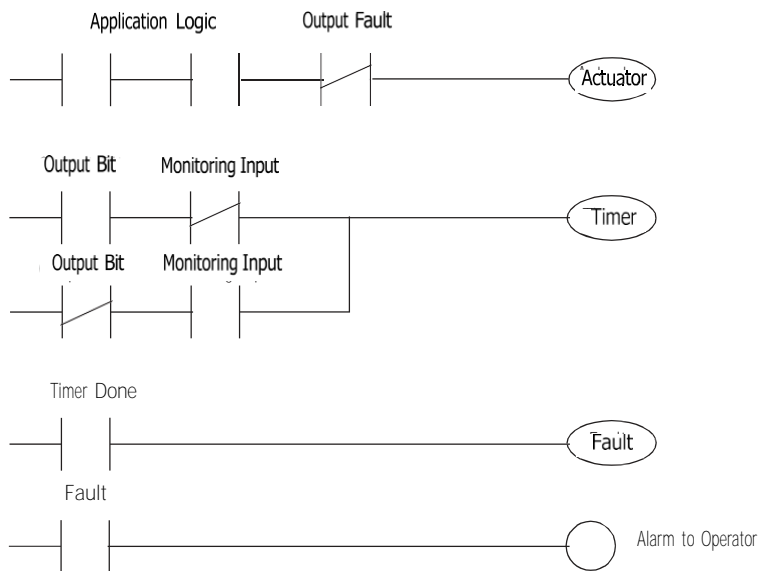 Application Logic
Output Fault
Actuator
Output Bit
Monitoring Input
Timer
Output Bit
Monitoring Input
Timer Done
Fault
Fault
Alarm to Operator